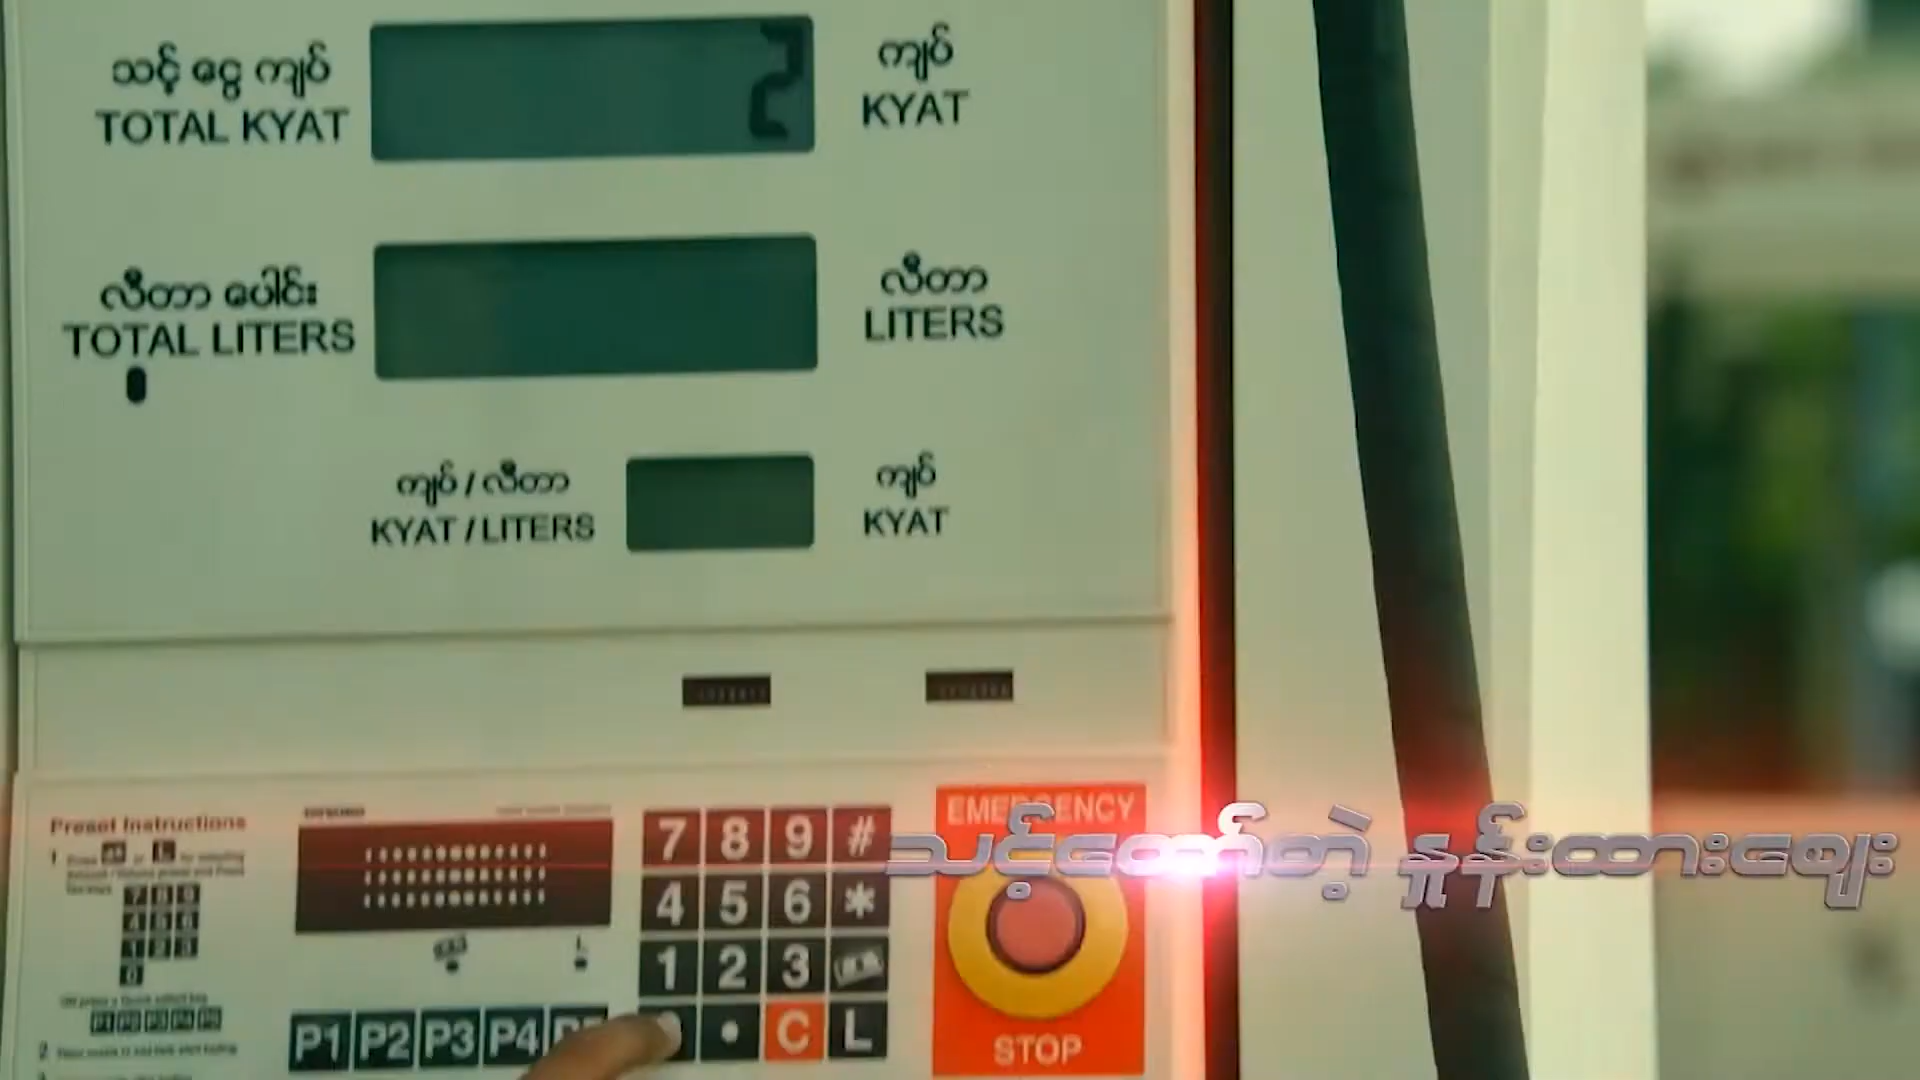 သင့် ငွေ ကျပ်
TOTAL KYAT
2
ကျပ်
KYAT
လီတာ ပေါင်း
TOTAL LITERS
လီတာ
LITERS
ကျပ် / လီတာ
KYAT / LITERS
ကျပ်
KYAT
Preset Instructions
7 8 9 #
4 5 6 *
1 2 3
• C L
P1 P2 P3 P4
EMERGENCY
STOP
သင့်တော်တဲ့ နှုန်းထားဈေး